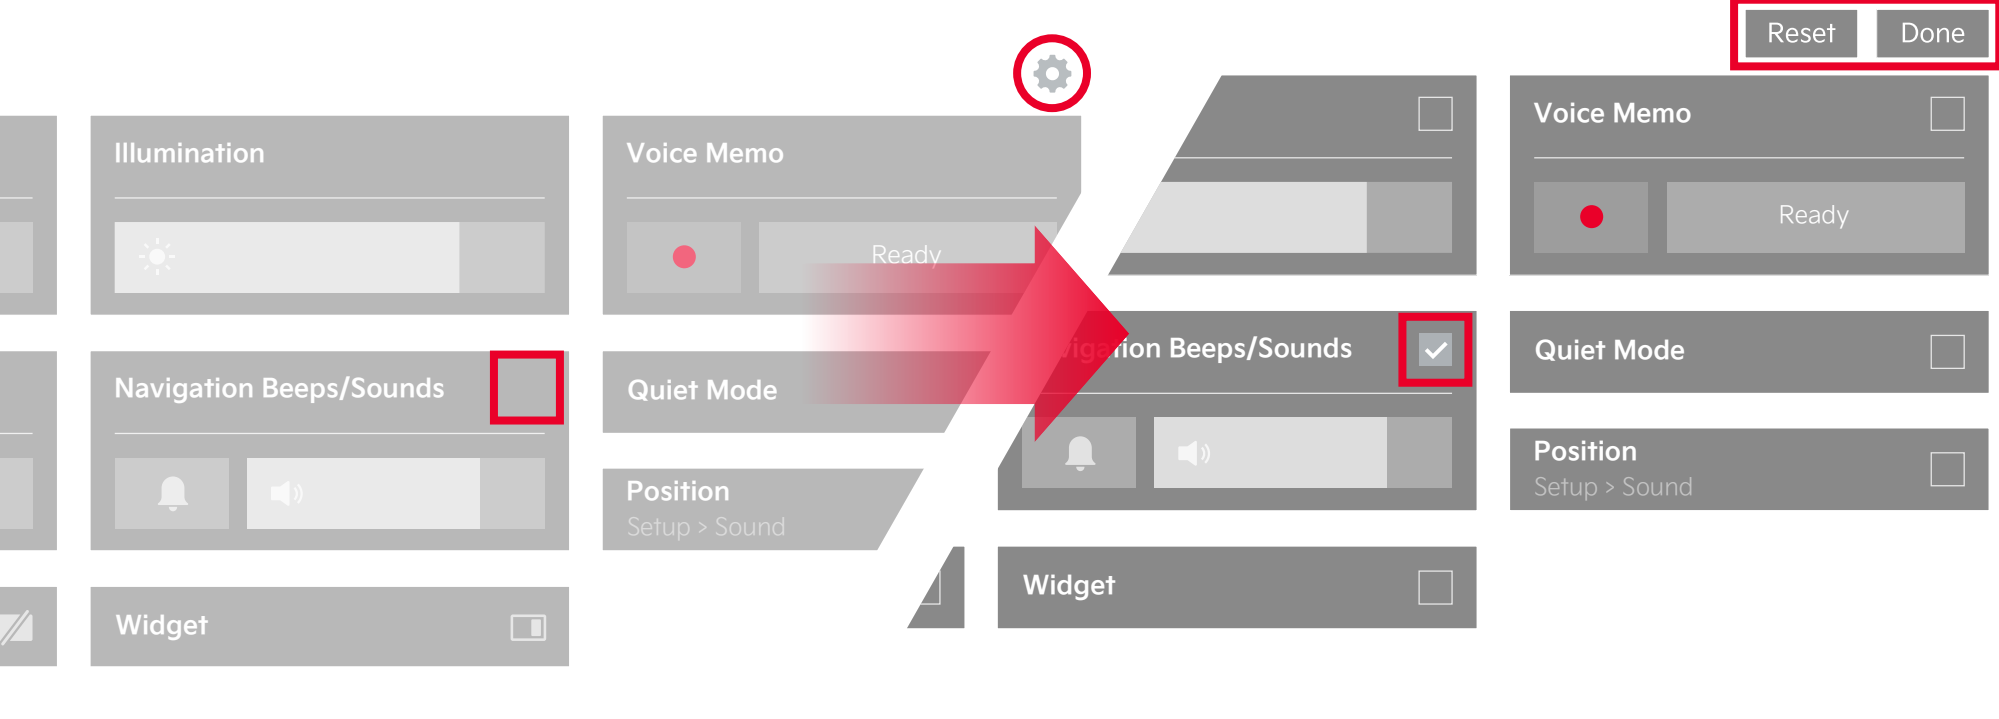 Reset
Done
Illumination
Voice Memo
Ready
Navigation Beeps/Sounds
Quiet Mode
Position
Setup > Sound
Widget
Voice Memo
Ready
Beeps/Sounds
Quiet Mode
Position
Setup > Sound
Widget